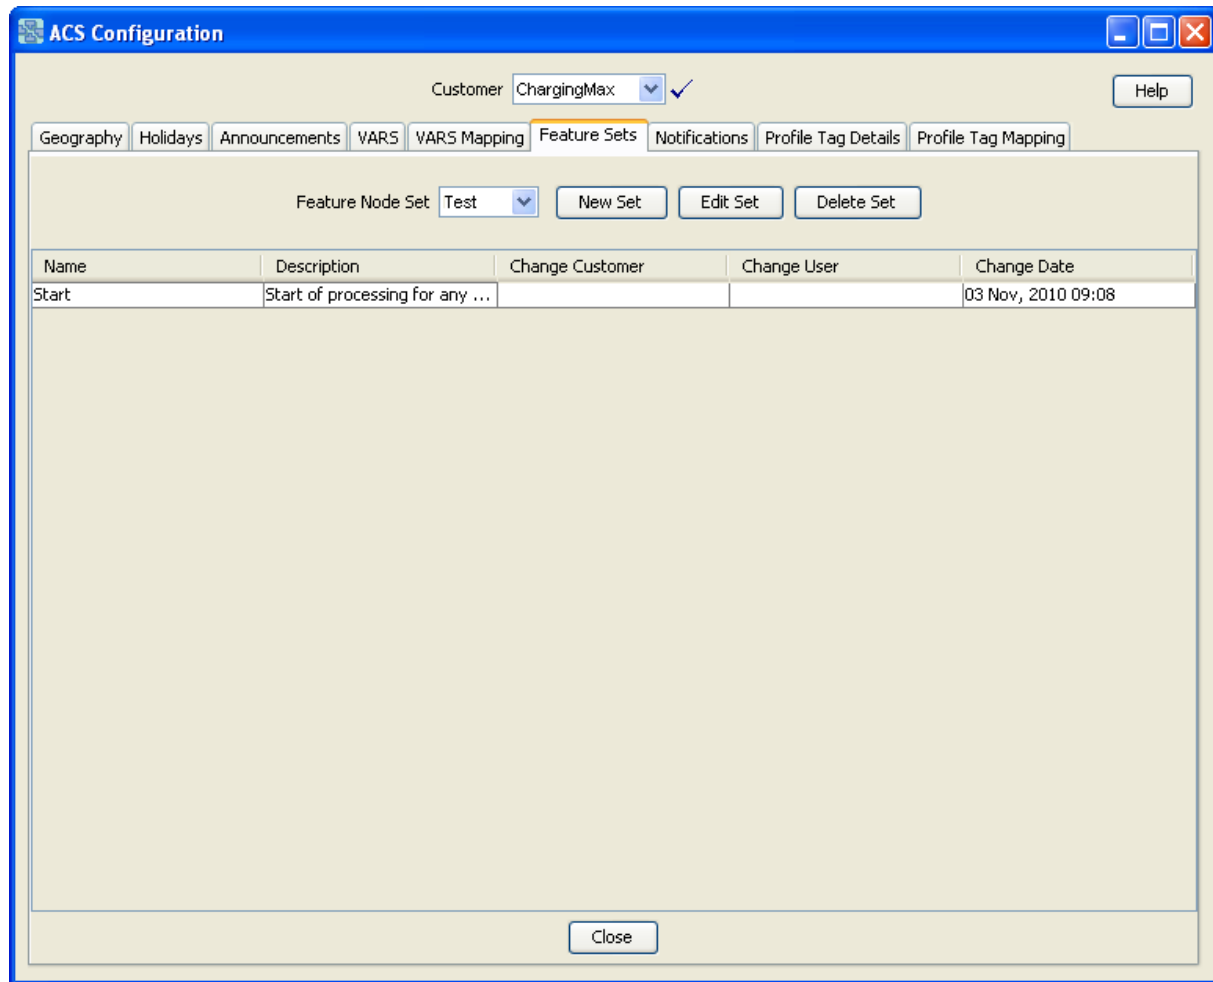 ACS Configuration
Customer ChargingMax Help
Geography Holidays Announcements VARS VARS Mapping Feature Sets Notifications Profile Tag Details Profile Tag Mapping
Feature Node Set Test New Set Edit Set Delete Set
Name Description Change Customer Change User Change Date
Start Start of processing for any ... 03 Nov, 2010 09:08
Close